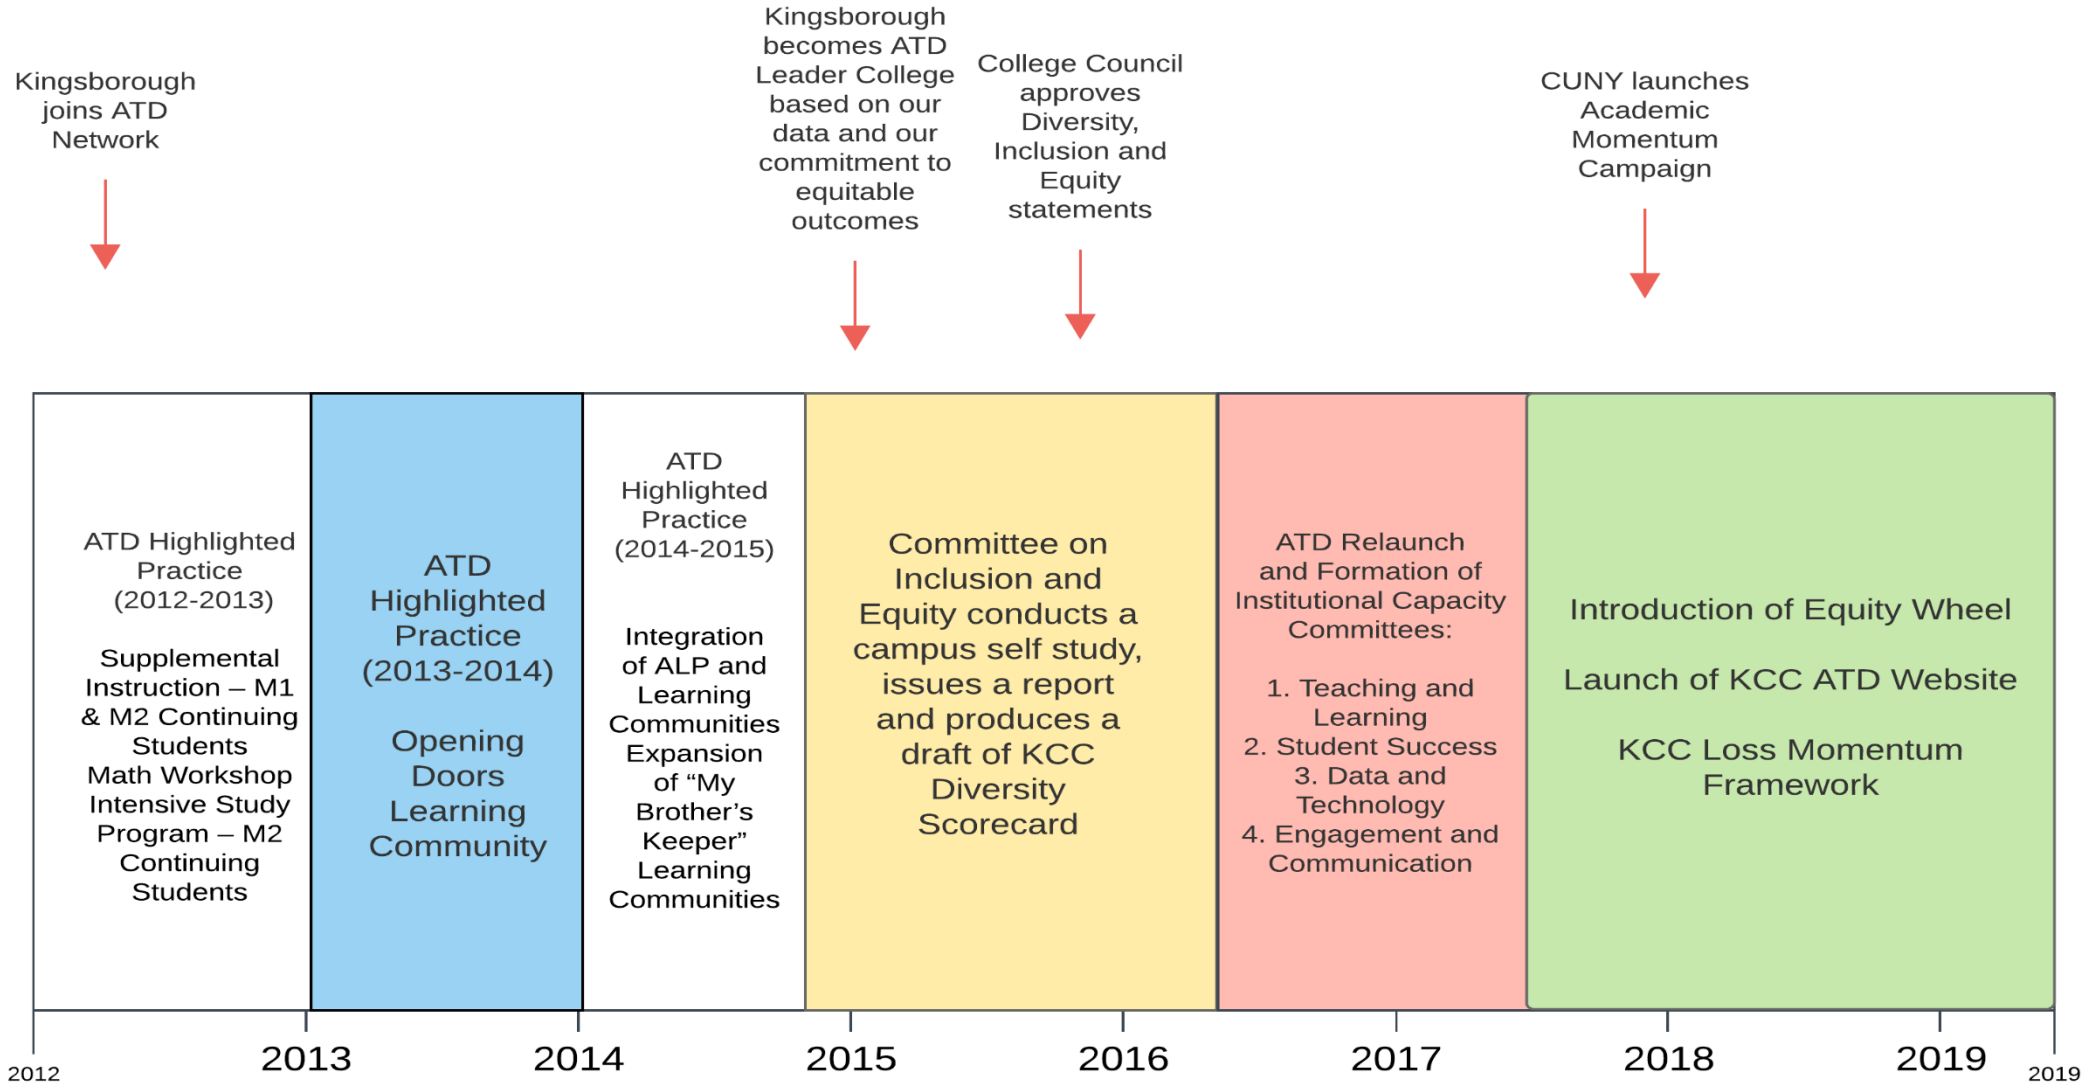 Kingsborough
joins ATD
Network
Kingsborough
becomes ATD
Leader College
based on our
data and our
commitment to
equitable
outcomes
College Council
approves
Diversity,
Inclusion and
Equity
statements
CUNY launches
Academic
Momentum
Campaign
ATD Highlighted
Practice
(2012-2013)
Supplemental
Instruction – M1
& M2 Continuing
Students
Math Workshop
Intensive Study
Program – M2
Continuing
Students
ATD
Highlighted
Practice
(2013-2014)
Opening
Doors
Learning
Community
ATD
Highlighted
Practice
(2014-2015)
Integration
of ALP and
Learning
Communities
Expansion
of “My
Brother’s
Keeper”
Learning
Communities
Committee on
Inclusion and
Equity conducts a
campus self study,
issues a report
and produces a
draft of KCC
Diversity
Scorecard
ATD Relaunch
and Formation of
Institutional Capacity
Committees:
1. Teaching and
Learning
2. Student Success
3. Data and
Technology
4. Engagement and
Communication
Introduction of Equity Wheel
Launch of KCC ATD Website
KCC Loss Momentum
Framework
2012
2013
2014
2015
2016
2017
2018
2019
2019